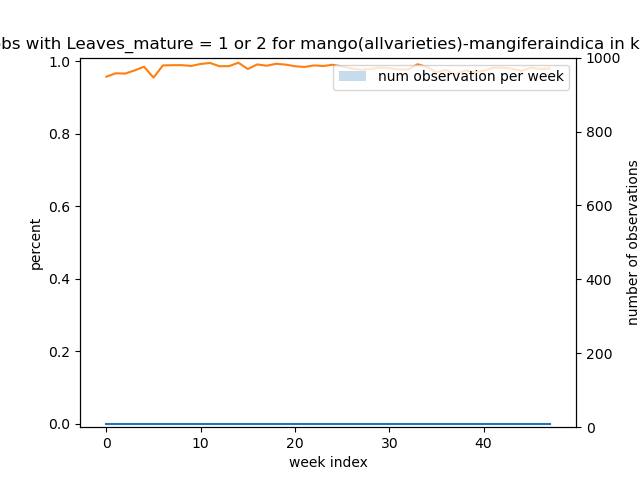 bs with Leaves_mature = 1 or 2 for mango(allvarieties)-mangiferaindica in k
num observation per week
1.0
0.8
0.6
0.4
0.2
0.0
percent
1000
800
600
400
200
0
number of observations
0 10 20 30 40
week index